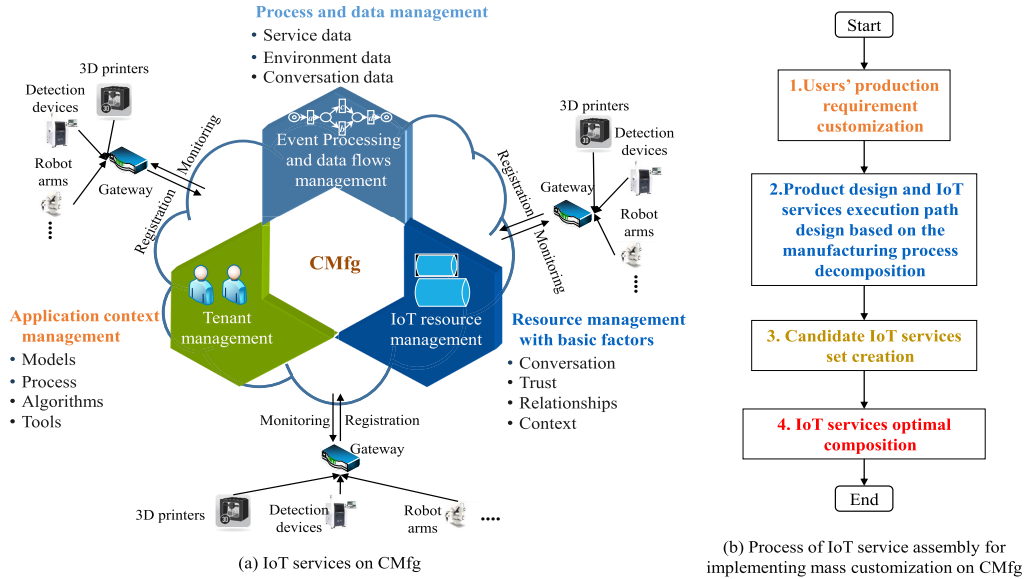 Process and data management
• Service data
• Environment data
• Conversation data
3D printers
Detection
devices
Robot
arms
Gateway
Monitoring
Registration
Event Processing
and data flows
management
CMfg
Tenant
management
IoT resource
management
3D printers
Detection
devices
Robot
arms
Gateway
Registration
Monitoring
Application context
management
• Models
• Process
• Algorithms
• Tools
Resource management
with basic factors
• Conversation
• Trust
• Relationships
• Context
Monitoring
Registration
Gateway
3D printers
Detection
devices
Robot
arms
(a) IoT services on CMfg
Start
1.Users' production
requirement
customization
2.Product design and IoT
services execution path
design based on the
manufacturing process
decomposition
3. Candidate IoT services
set creation
4. IoT services optimal
composition
End
(b) Process of IoT service assembly for
implementing mass customization on CMfg